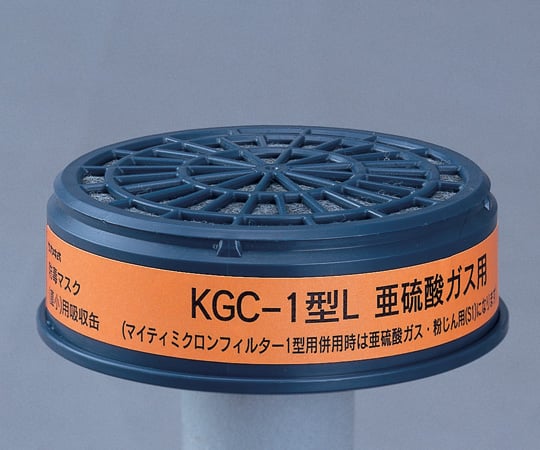 防毒マスク
(直小)用吸収缶
KGC-1型L 亜硫酸ガス用
(マイティミクロンフィルター1型用併用時は亜硫酸ガス・粉じん用(S1)になります